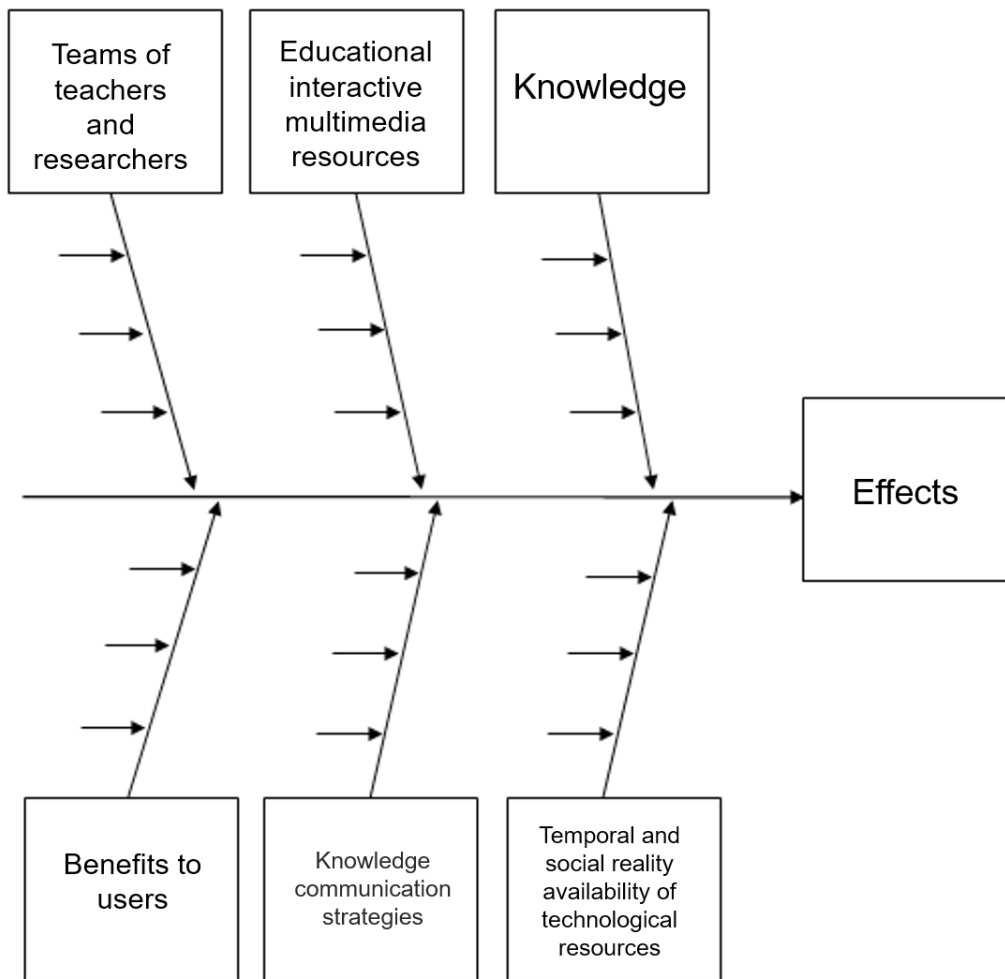 Teams of
teachers
and
researchers
Educational
interactive
multimedia
resources
Knowledge
Effects
Benefits to
users
Knowledge
communication
strategies
Temporal and
social reality
availability of
technological
resources